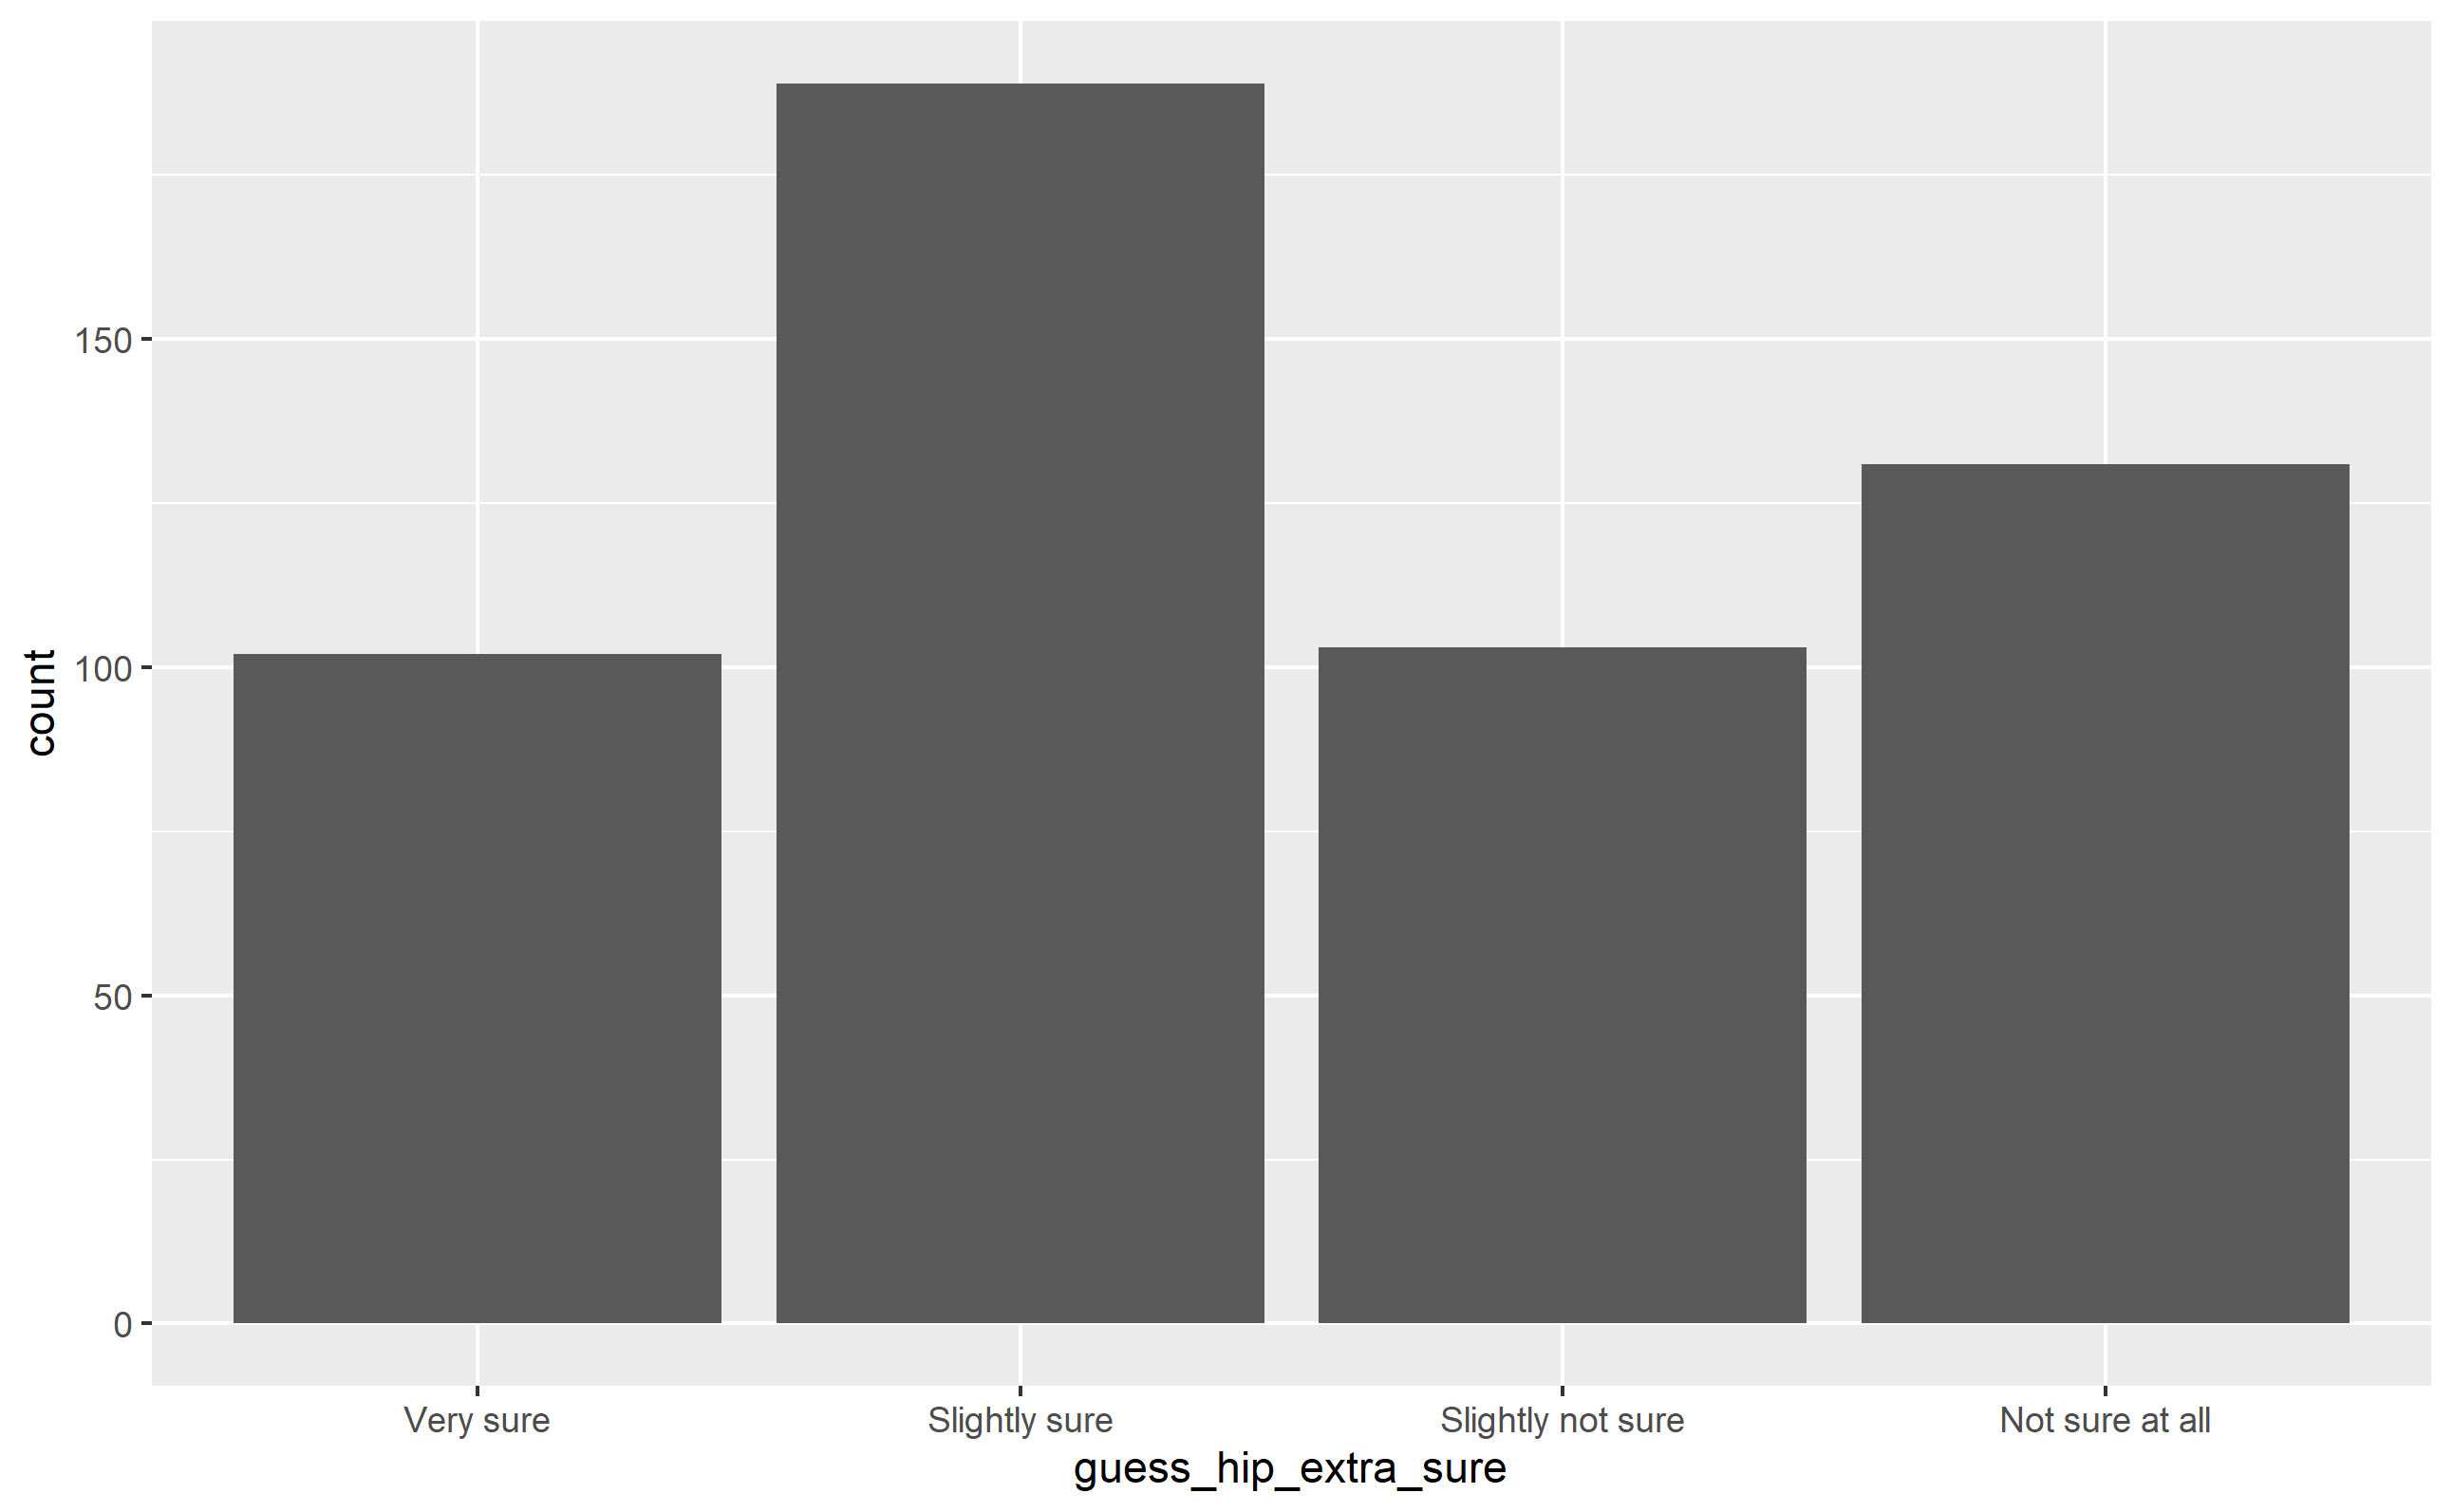 150
100
50
0
count
Very sure
Slightly sure
Slightly not sure
Not sure at all
guess_hip_extra_sure